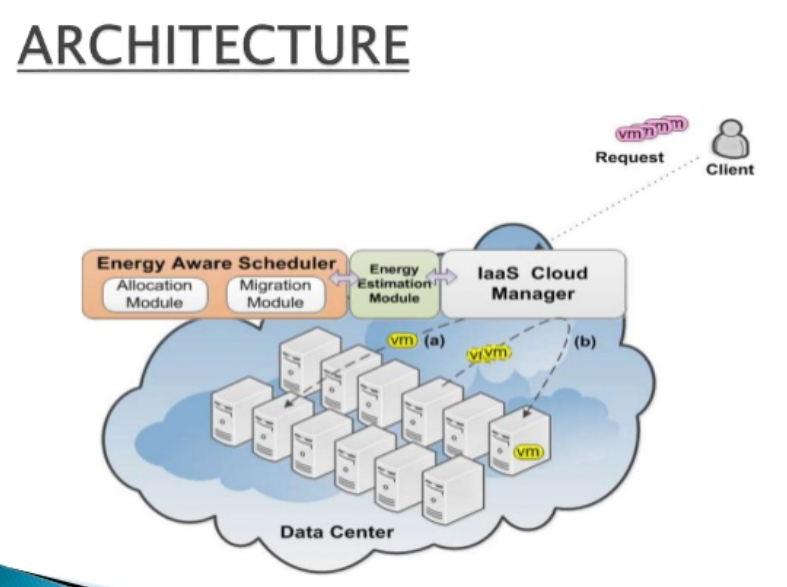 ARCHITECTURE
vm
Request
Client
Energy Aware Scheduler
Allocation
Module
Migration
Module
Energy
Estimation
Module
IaaS Cloud
Manager
vm (a)
vm
(b)
vm
Data Center